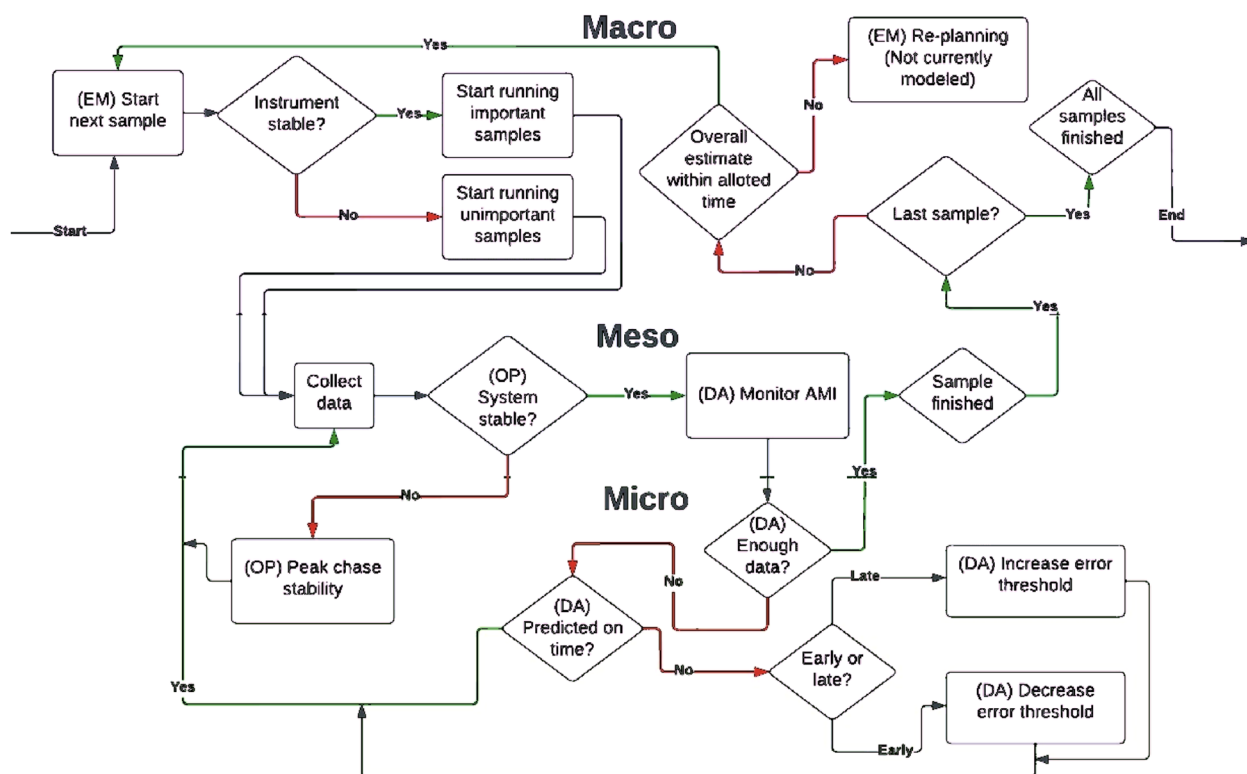 Macro
Yes
(EM) Start
next sample
Instrument
stable?
Yes
Start running
important
samples
No
Start running
unimportant
samples
Start
Overall
estimate
within alloted
time
No
(EM) Re-planning
(Not currently
modeled)
All
samples
finished
Last sample?
Yes
No
End
Yes
Meso
Collect
data
(OP)
System
stable?
Yes
(DA) Monitor AMI
Sample
finished
No
(OP) Peak chase
stability
Yes
Micro
(DA)
Enough
data?
Yes
No
(DA)
Predicted on
time?
No
Early or
late?
Late
(DA) Increase error
threshold
Early
(DA) Decrease
error threshold